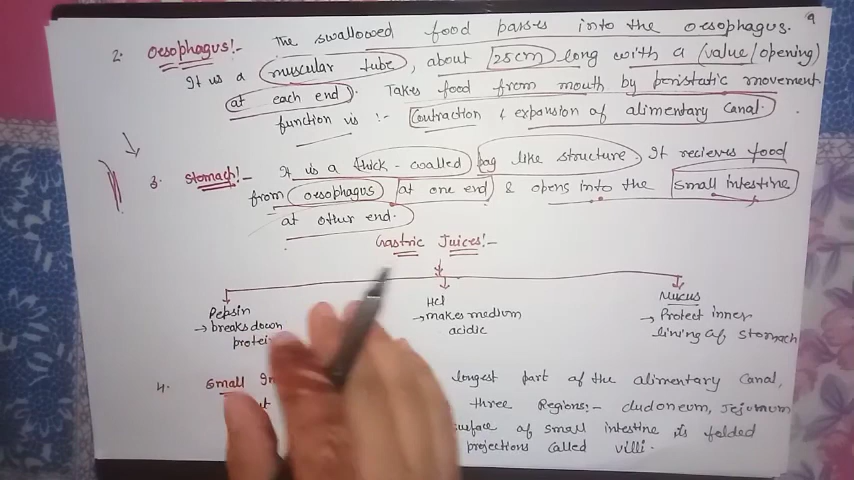 9
2. Oesophagus!- The swallowed food passes into the oesophagus.
It is a muscular tube, about 25cm long with a (value/opening)
at each end). Takes food from mouth by peristatic movement
function is :- Contraction & expansion of alimentary Canal.
3. Stomach!- It is a thick-walled bag like structure. It recieves food
from oesophagus at one end & opens into the small intestine
at other end.
Gastric Juices!-
Pepsin
→ breaks down
protei
Hcl
→ makes medium
acidic
Mucus
→ Protect inner
lining of stomach
4. Small In longest part of the alimentary Canal,
three Regions:- dudoneum, Jejumum
surface of small intestine is folded
projections called villi.